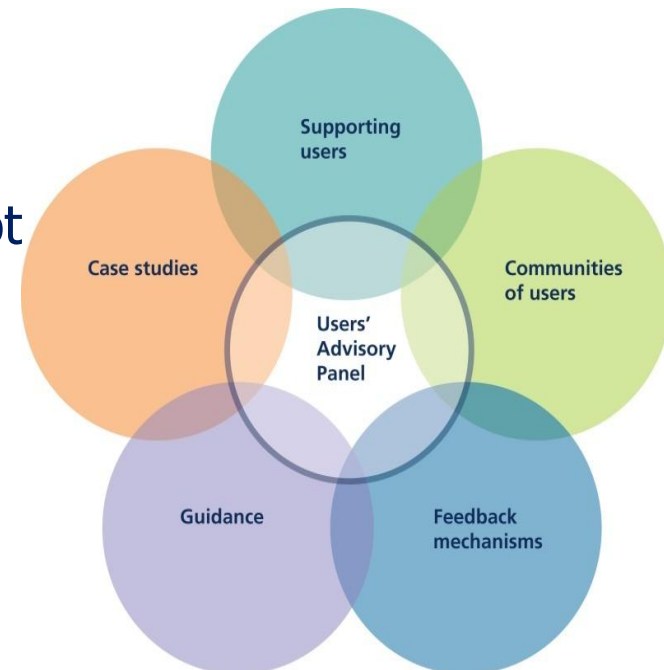 Supporting
users
Case studies
Communities
of users
Users'
Advisory
Panel
Guidance
Feedback
mechanisms